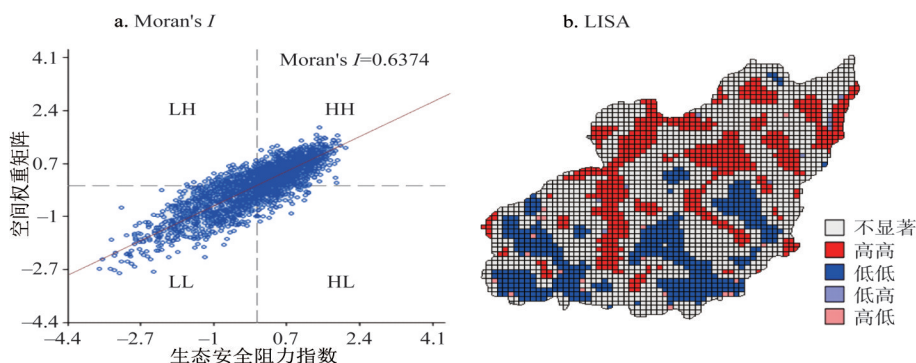 a. Moran's I
b. LISA
Moran's I=0.6374
4.1
2.4
0.7
−1
−2.7
−4.4
空间权重矩阵
LH
HH
LL
HL
−4.4
−2.7
−1
0.7
2.4
4.1
生态安全阻力指数
不显著
高高
低低
低高
高低